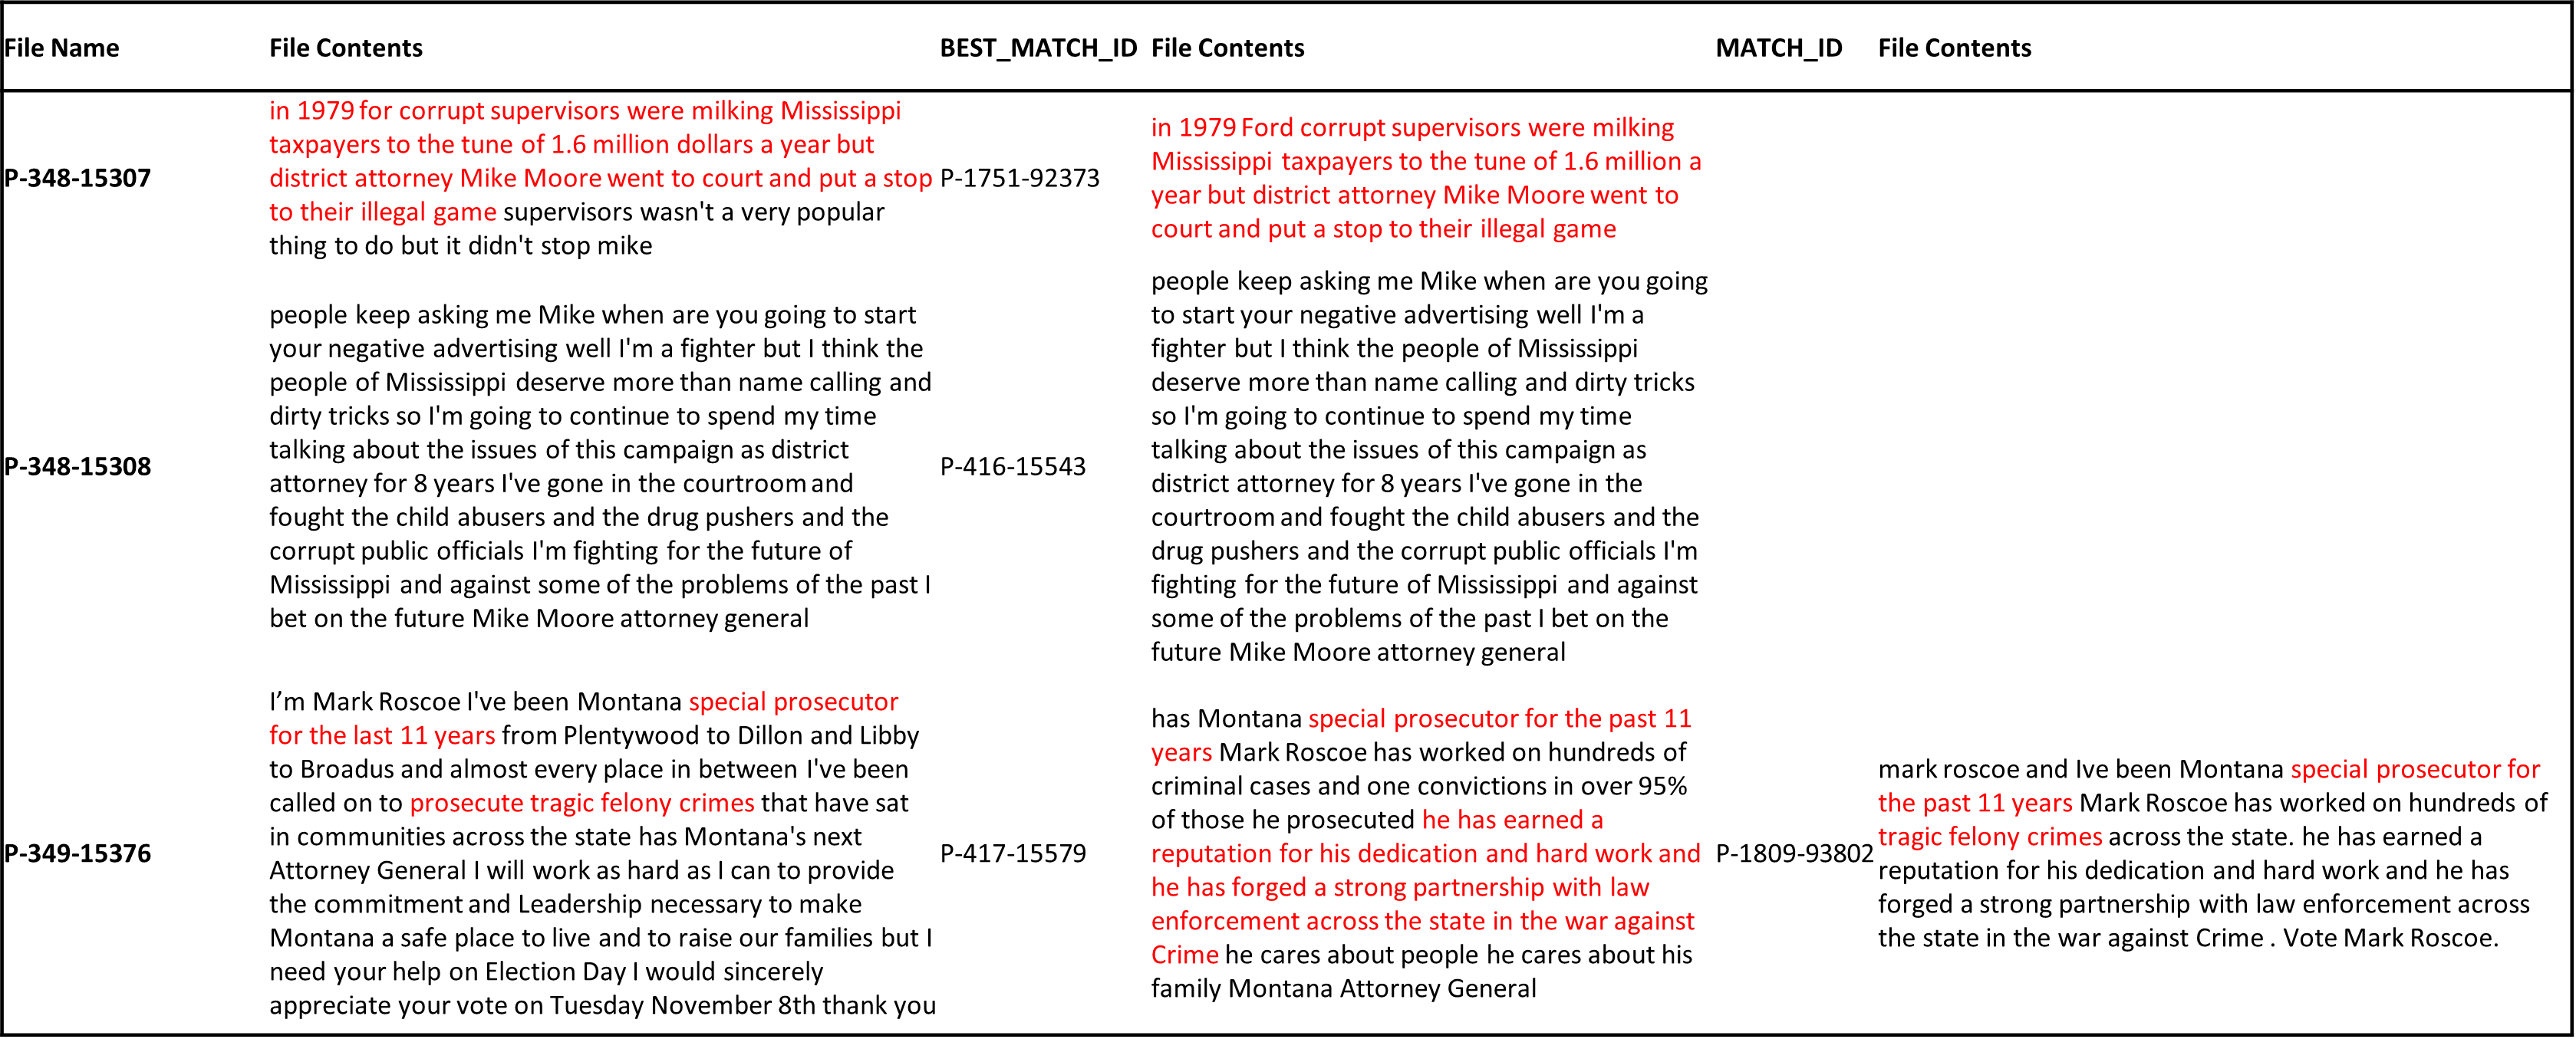 File Name File Contents BEST_MATCH_ID File Contents MATCH_ID File Contents
P-348-15307
in 1979 for corrupt supervisors were milking Mississippi
taxpayers to the tune of 1.6 million dollars a year but
district attorney Mike Moore went to court and put a stop
to their illegal game supervisors wasn't a very popular
thing to do but it didn't stop mike
P-1751-92373
in 1979 Ford corrupt supervisors were milking
Mississippi taxpayers to the tune of 1.6 million a
year but district attorney Mike Moore went to
court and put a stop to their illegal game
P-348-15308
people keep asking me Mike when are you going to start
your negative advertising well I'm a fighter but I think the
people of Mississippi deserve more than name calling and
dirty tricks so I'm going to continue to spend my time
talking about the issues of this campaign as district
attorney for 8 years I've gone in the courtroom and
fought the child abusers and the drug pushers and the
corrupt public officials I'm fighting for the future of
Mississippi and against some of the problems of the past I
bet on the future Mike Moore attorney general
P-416-15543
people keep asking me Mike when are you going
to start your negative advertising well I'm a
fighter but I think the people of Mississippi
deserve more than name calling and dirty tricks
so I'm going to continue to spend my time
talking about the issues of this campaign as
district attorney for 8 years I've gone in the
courtroom and fought the child abusers and the
drug pushers and the corrupt public officials I'm
fighting for the future of Mississippi and against
some of the problems of the past I bet on the
future Mike Moore attorney general
P-349-15376
I’m Mark Roscoe I've been Montana special prosecutor
for the last 11 years from Plentywood to Dillon and Libby
to Broadus and almost every place in between I've been
called on to prosecute tragic felony crimes that have sat
in communities across the state has Montana's next
Attorney General I will work as hard as I can to provide
the commitment and Leadership necessary to make
Montana a safe place to live and to raise our families but I
need your help on Election Day I would sincerely
appreciate your vote on Tuesday November 8th thank you
P-417-15579
has Montana special prosecutor for the past 11
years Mark Roscoe has worked on hundreds of
criminal cases and one convictions in over 95%
of those he prosecuted he has earned a
reputation for his dedication and hard work and
he has forged a strong partnership with law
enforcement across the state in the war against
Crime he cares about people he cares about his
family Montana Attorney General
P-1809-93802
mark roscoe and Ive been Montana special prosecutor for
the past 11 years Mark Roscoe has worked on hundreds of
tragic felony crimes across the state. he has earned a
reputation for his dedication and hard work and he has
forged a strong partnership with law enforcement across
the state in the war against Crime . Vote Mark Roscoe.